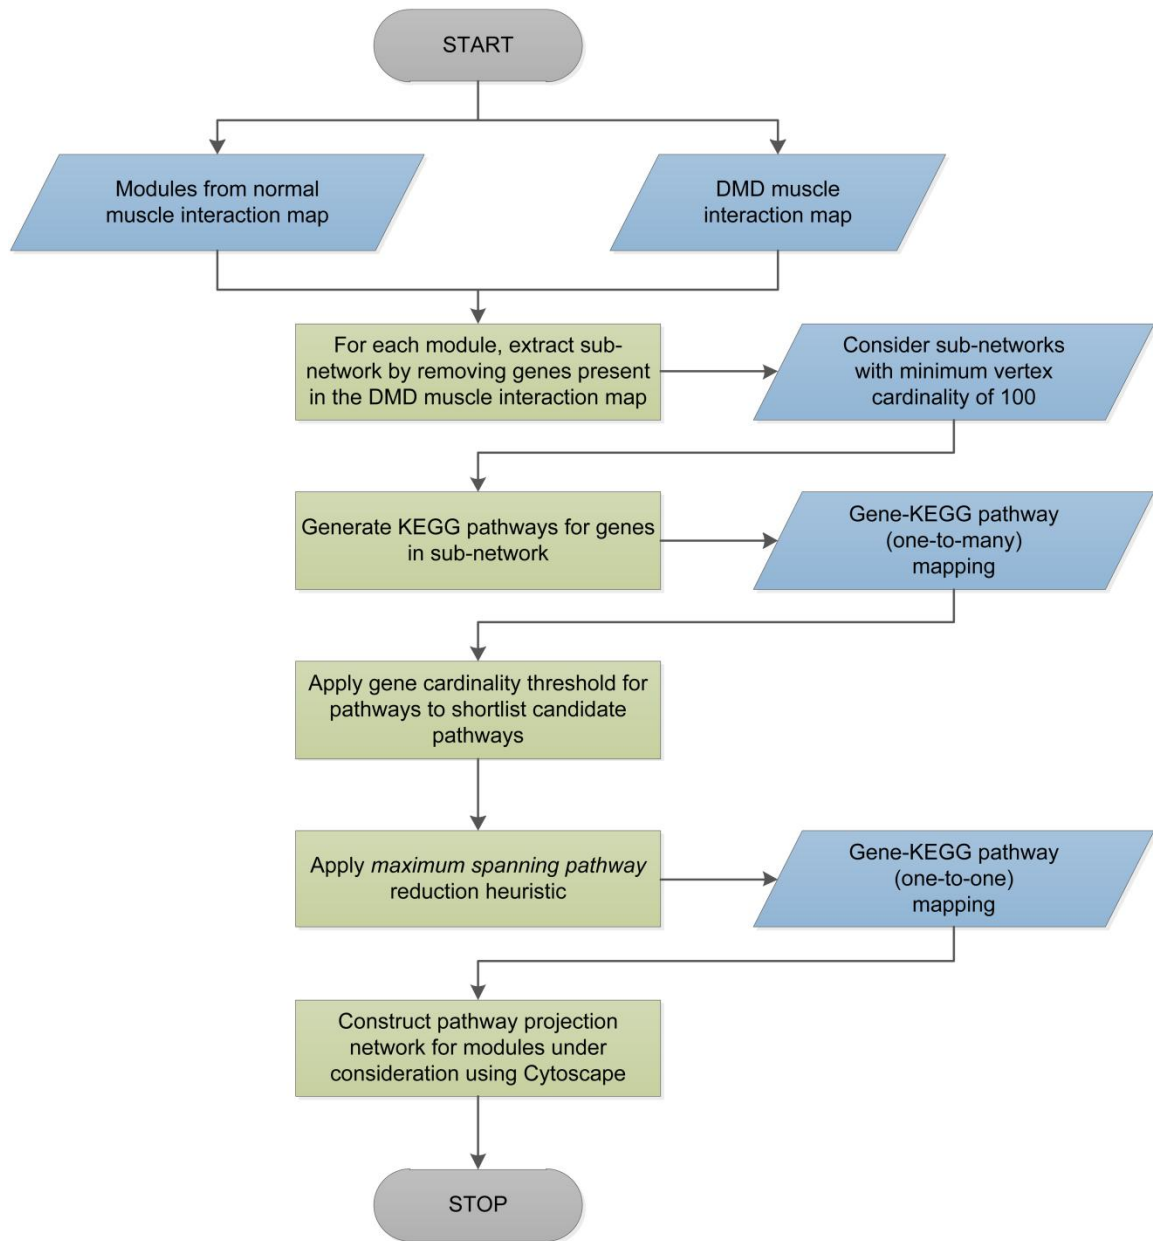 START
Modules from normal
muscle interaction map
DMD muscle
interaction map
For each module, extract sub-
network by removing genes present
in the DMD muscle interaction map
Consider sub-networks
with minimum vertex
cardinality of 100
Generate KEGG pathways for genes
in sub-network
Gene-KEGG pathway
(one-to-many)
mapping
Apply gene cardinality threshold for
pathways to shortlist candidate
pathways
Apply maximum spanning pathway
reduction heuristic
Gene-KEGG pathway
(one-to-one)
mapping
Construct pathway projection
network for modules under
consideration using Cytoscape
STOP